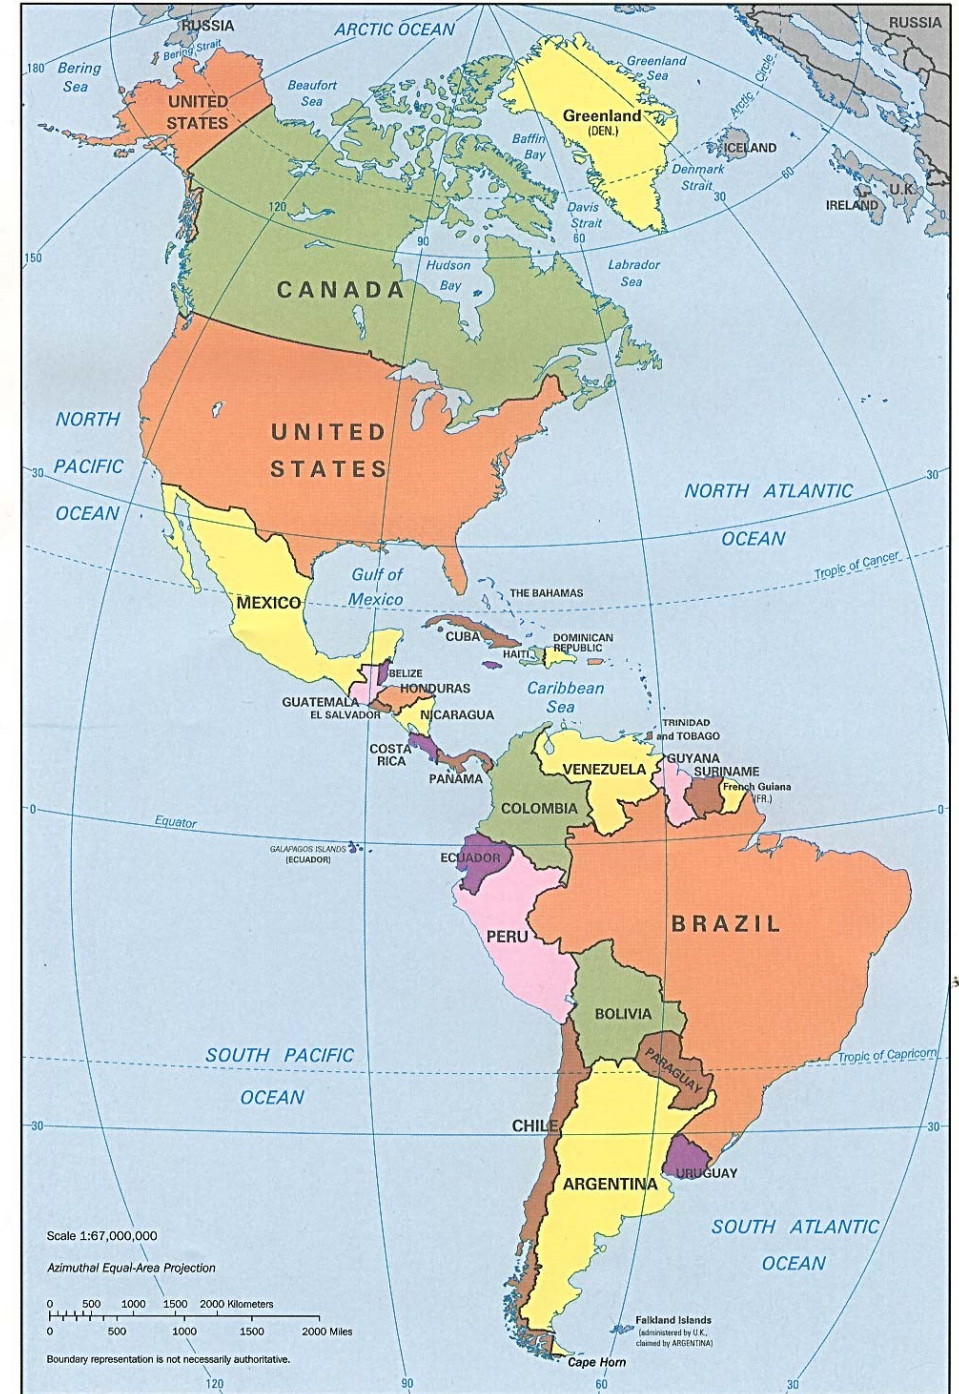 RUSSIA
ARCTIC OCEAN
RUSSIA
Bering Strait
180
Bering
Sea
Beaufort
Sea
Greenland
Sea
UNITED
STATES
Greenland
(DEN.)
Arctic Circle
Baffin
Bay
ICELAND
Denmark
Strait
60
U.K.
IRELAND
120
Davis
Strait
30
0
90
60
150
Hudson
Bay
Labrador
Sea
CANADA
NORTH
PACIFIC
OCEAN
UNITED
STATES
30
30
NORTH ATLANTIC
OCEAN
Tropic of Cancer
Gulf of
Mexico
MEXICO
THE BAHAMAS
CUBA
HAITI
DOMINICAN
REPUBLIC
BELIZE
HONDURAS
Caribbean
Sea
GUATEMALA
EL SALVADOR
NICARAGUA
TRINIDAD
and TOBAGO
COSTA
RICA
PANAMA
VENEZUELA
GUYANA
SURINAME
French Guiana
(FR.)
COLOMBIA
0
0
Equator
GALAPAGOS ISLANDS
(ECUADOR)
ECUADOR
BRAZIL
PERU
BOLIVIA
SOUTH PACIFIC
OCEAN
PARAGUAY
Tropic of Capricorn
30
CHILE
30
URUGUAY
ARGENTINA
SOUTH ATLANTIC
OCEAN
Scale 1:67,000,000
Azimuthal Equal-Area Projection
0 500 1000 1500 2000 Kilometers
0 500 1000 1500 2000 Miles
Falkland Islands
(administered by U.K.,
claimed by ARGENTINA)
Boundary representation is not necessarily authoritative.
Cape Horn
120
90
60
30